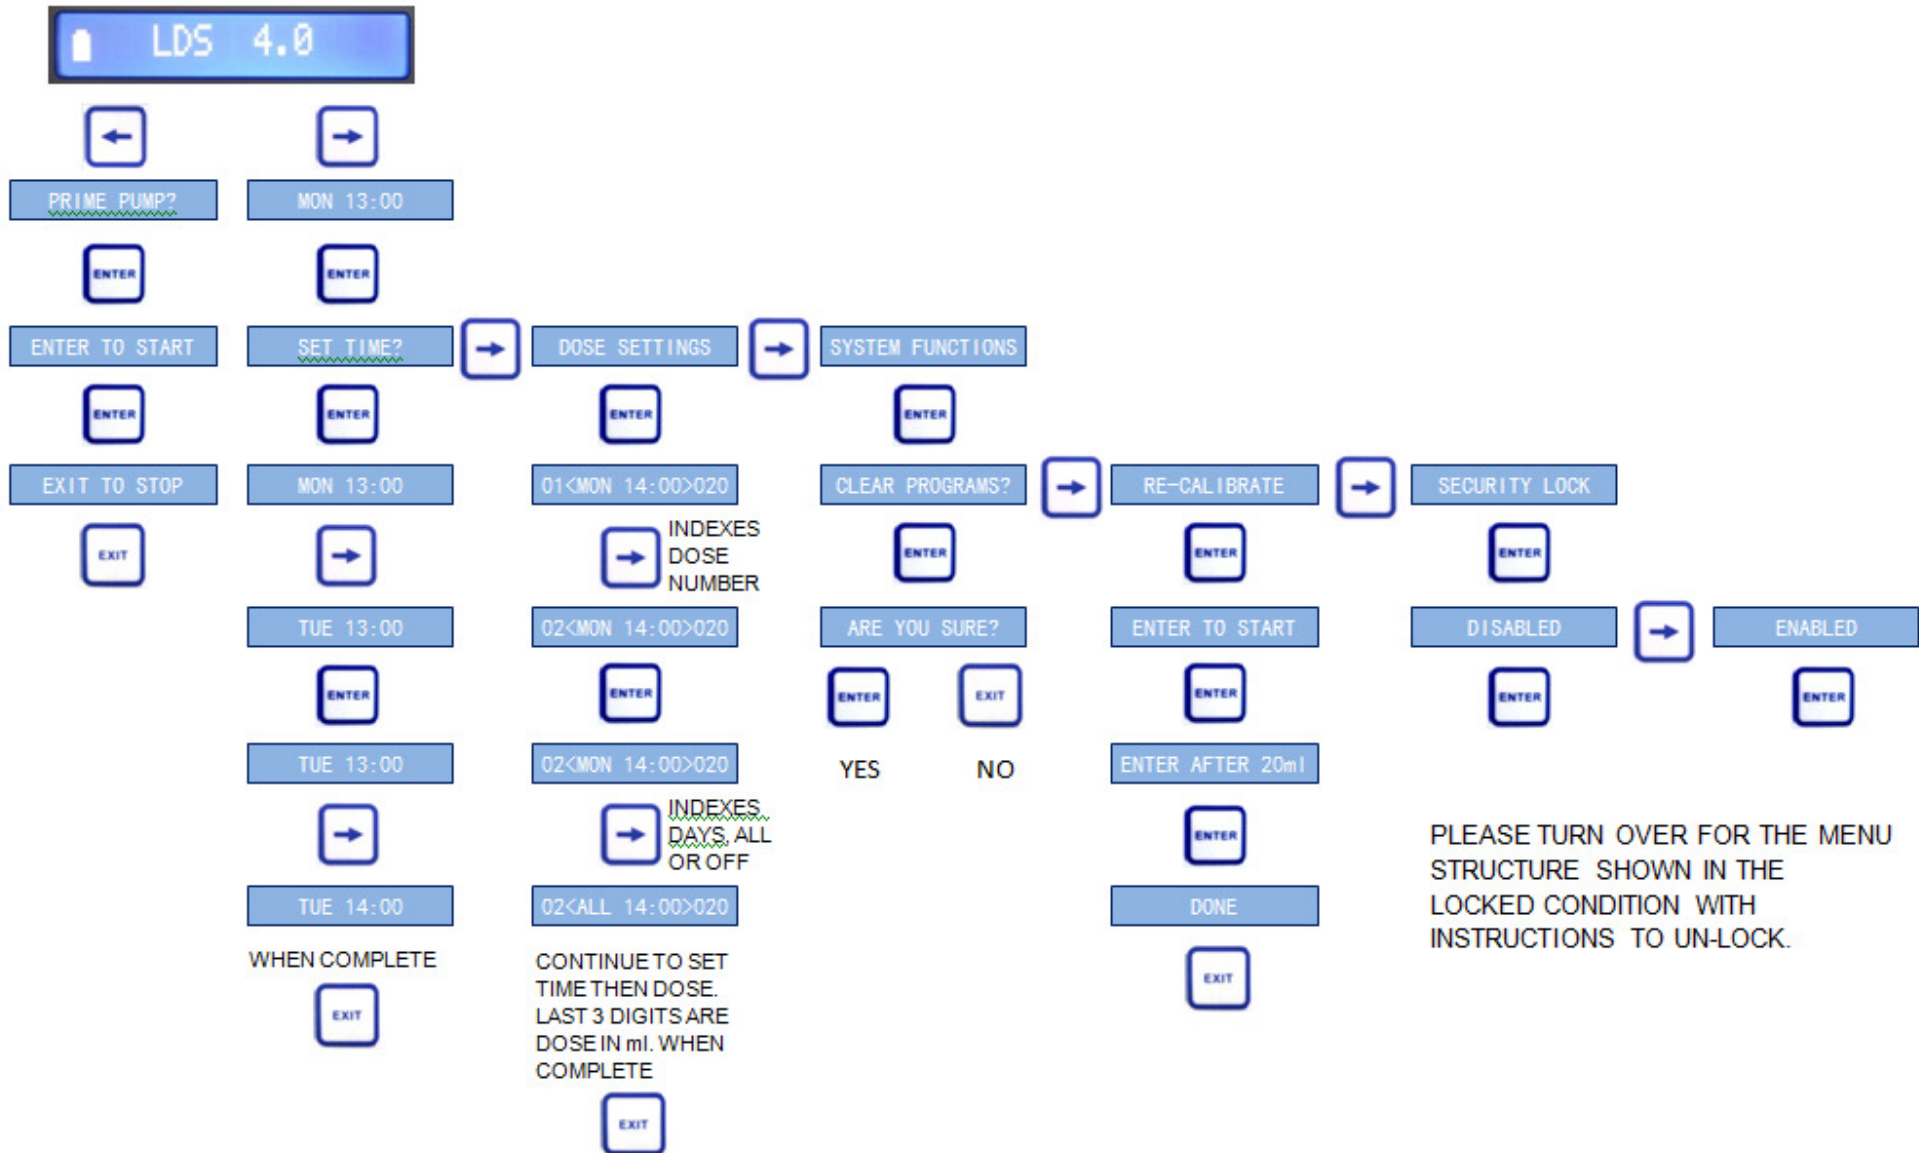 LDS 4.0
PRIME PUMP?
MON 13:00
ENTER
ENTER
ENTER TO START
SET TIME?
DOSE SETTINGS
SYSTEM FUNCTIONS
ENTER
ENTER
ENTER
ENTER
EXIT TO STOP
MON 13:00
01<MON 14:00>020
CLEAR PROGRAMS?
RE-CALIBRATE
SECURITY LOCK
EXIT
INDEXES
DOSE
NUMBER
ENTER
ENTER
ENTER
TUE 13:00
02<MON 14:00>020
ARE YOU SURE?
ENTER TO START
DISABLED
ENABLED
ENTER
ENTER
ENTER
EXIT
ENTER
ENTER
ENTER
TUE 13:00
02<MON 14:00>020
YES
NO
ENTER AFTER 20ml
INDEXES
DAYS, ALL
OR OFF
ENTER
TUE 14:00
02<ALL 14:00>020
DONE
PLEASE TURN OVER FOR THE MENU
STRUCTURE SHOWN IN THE
LOCKED CONDITION WITH
INSTRUCTIONS TO UN-LOCK.
WHEN COMPLETE
EXIT
CONTINUE TO SET
TIME THEN DOSE.
LAST 3 DIGITS ARE
DOSE IN ml. WHEN
COMPLETE
EXIT
EXIT